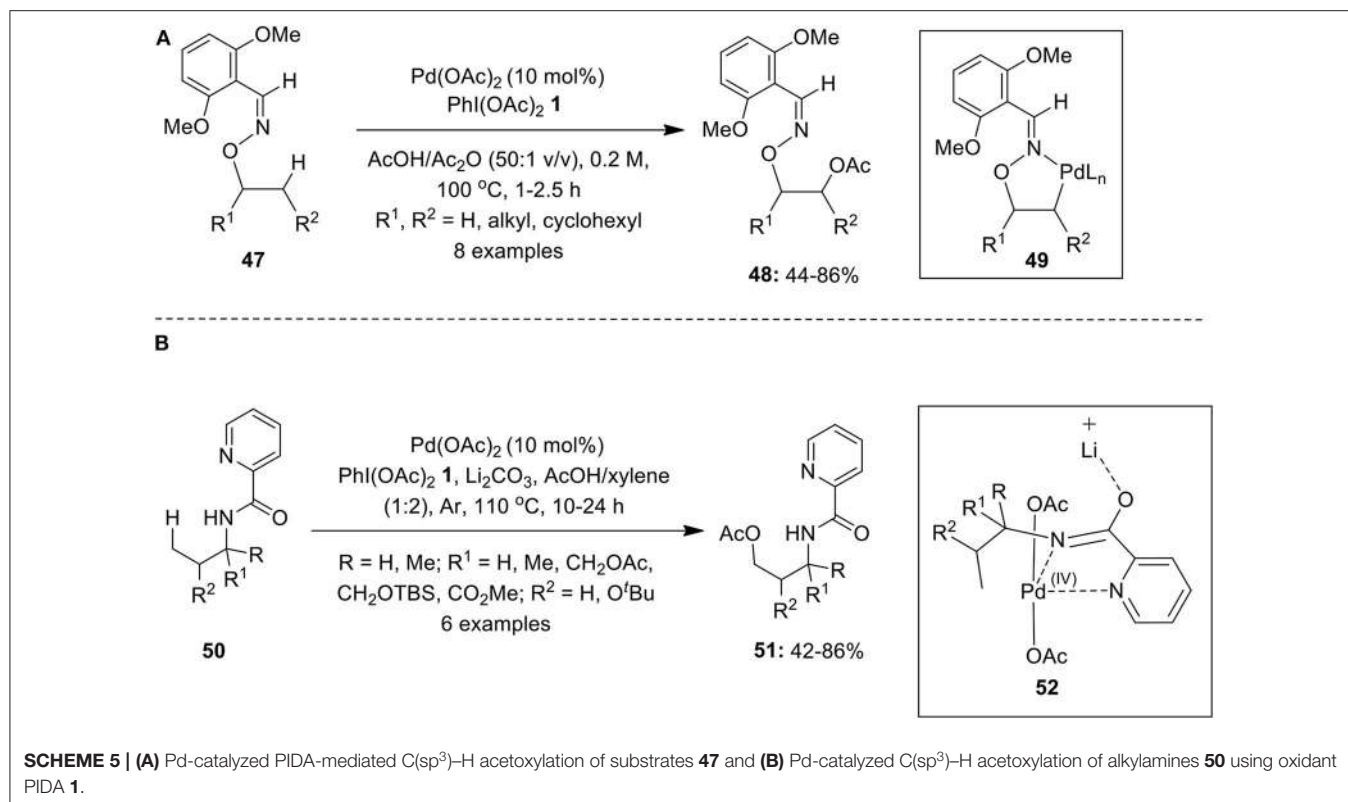 A
OMe
H
MeO
N
O
H
R¹
R²
47
Pd(OAc)₂ (10 mol%)
PhI(OAc)₂ 1
AcOH/Ac₂O (50:1 v/v), 0.2 M,
100 °C, 1-2.5 h
R¹, R² = H, alkyl, cyclohexyl
8 examples
OMe
H
MeO
N
O
OAc
R¹
R²
48: 44-86%
OMe
H
MeO
N
O
PdLₙ
R¹
R²
49
B
N
H
HN
O
R
R¹
R²
50
Pd(OAc)₂ (10 mol%)
PhI(OAc)₂ 1, Li₂CO₃, AcOH/xylene
(1:2), Ar, 110 °C, 10-24 h
R = H, Me; R¹ = H, Me, CH₂OAc,
CH₂OTBS, CO₂Me; R² = H, OᵗBu
6 examples
N
HN
O
AcO
R
R¹
R²
51: 42-86%
+
Li
R
OAc
O
R¹
R²
N
(IV)
Pd
N
OAc
52
SCHEME 5 | (A) Pd-catalyzed PIDA-mediated C(sp³)–H acetoxylation of substrates 47 and (B) Pd-catalyzed C(sp³)–H acetoxylation of alkylamines 50 using oxidant
PIDA 1.